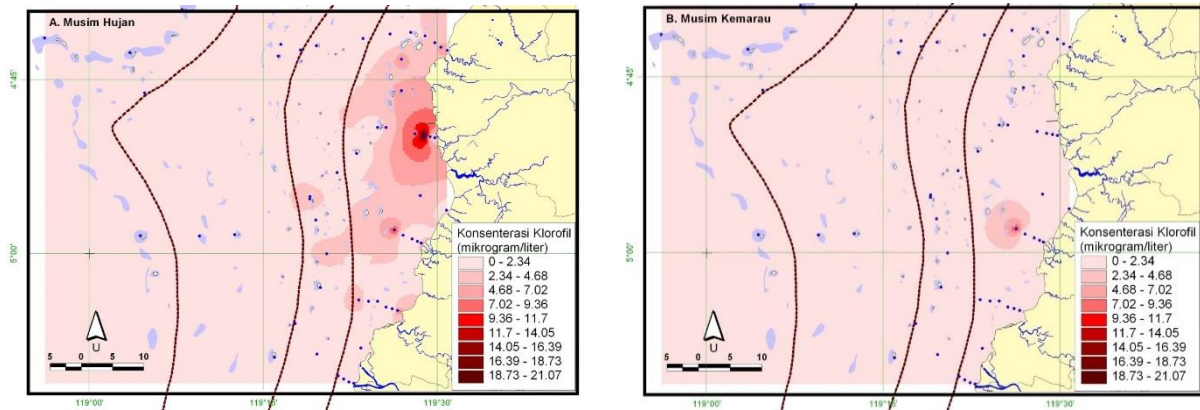 A. Musim Hujan
4°45'
5°00'
Konsenterasi Klorofil
(mikrogram/liter)
0 - 2.34
2.34 - 4.68
4.68 - 7.02
7.02 - 9.36
9.36 - 11.7
11.7 - 14.05
14.05 - 16.39
16.39 - 18.73
18.73 - 21.07
U
5 0 5 10
119°00'
119°15'
119°30'
B. Musim Kemarau
4°45'
5°00'
Konsenterasi Klorofil
(mikrogram/liter)
0 - 2.34
2.34 - 4.68
4.68 - 7.02
7.02 - 9.36
9.36 - 11.7
11.7 - 14.05
14.05 - 16.39
16.39 - 18.73
18.73 - 21.07
U
5 0 5 10
119°00'
119°15'
119°30'